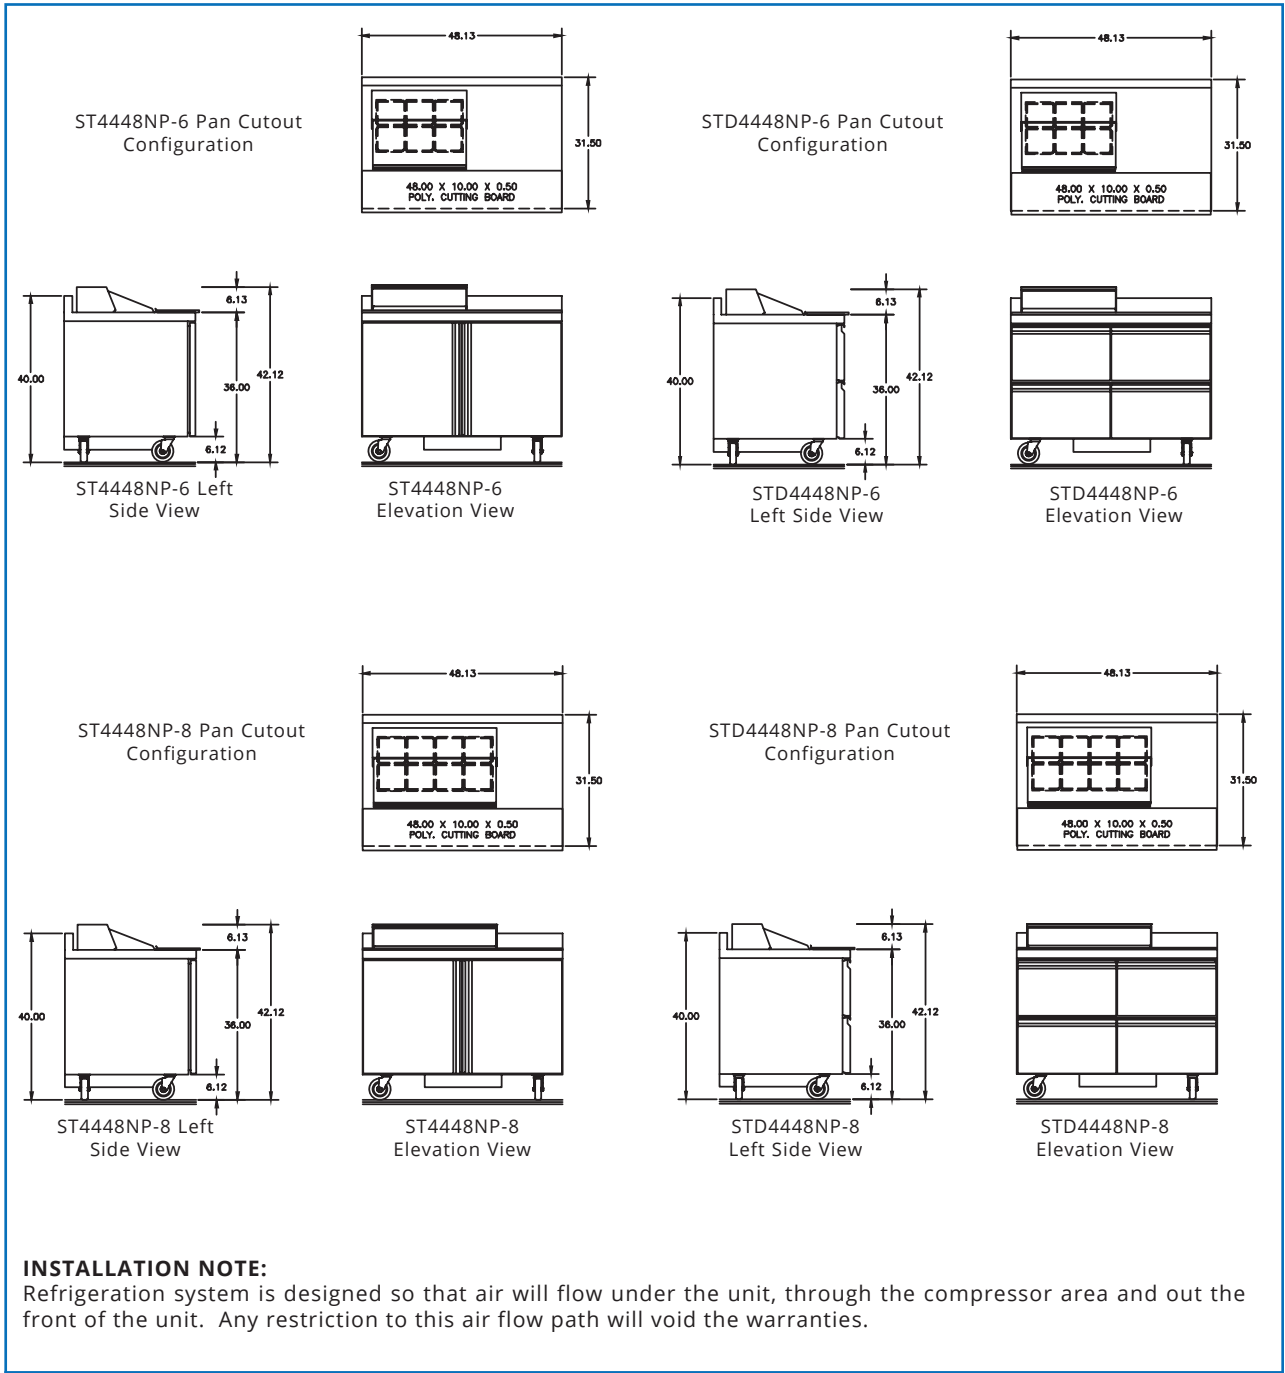 48.13
ST4448NP-6 Pan Cutout
Configuration
31.50
48.00 X 10.00 X 0.50
POLY. CUTTING BOARD
48.13
STD4448NP-6 Pan Cutout
Configuration
31.50
48.00 X 10.00 X 0.50
POLY. CUTTING BOARD
6.13
40.00
36.00
42.12
6.12
ST4448NP-6 Left
Side View
ST4448NP-6
Elevation View
6.13
40.00
36.00
42.12
6.12
STD4448NP-6
Left Side View
STD4448NP-6
Elevation View
48.13
ST4448NP-8 Pan Cutout
Configuration
31.50
48.00 X 10.00 X 0.50
POLY. CUTTING BOARD
48.13
STD4448NP-8 Pan Cutout
Configuration
31.50
48.00 X 10.00 X 0.50
POLY. CUTTING BOARD
6.13
40.00
36.00
42.12
6.12
ST4448NP-8 Left
Side View
ST4448NP-8
Elevation View
6.13
40.00
36.00
42.12
6.12
STD4448NP-8
Left Side View
STD4448NP-8
Elevation View
INSTALLATION NOTE:
Refrigeration system is designed so that air will flow under the unit, through the compressor area and out the
front of the unit. Any restriction to this air flow path will void the warranties.